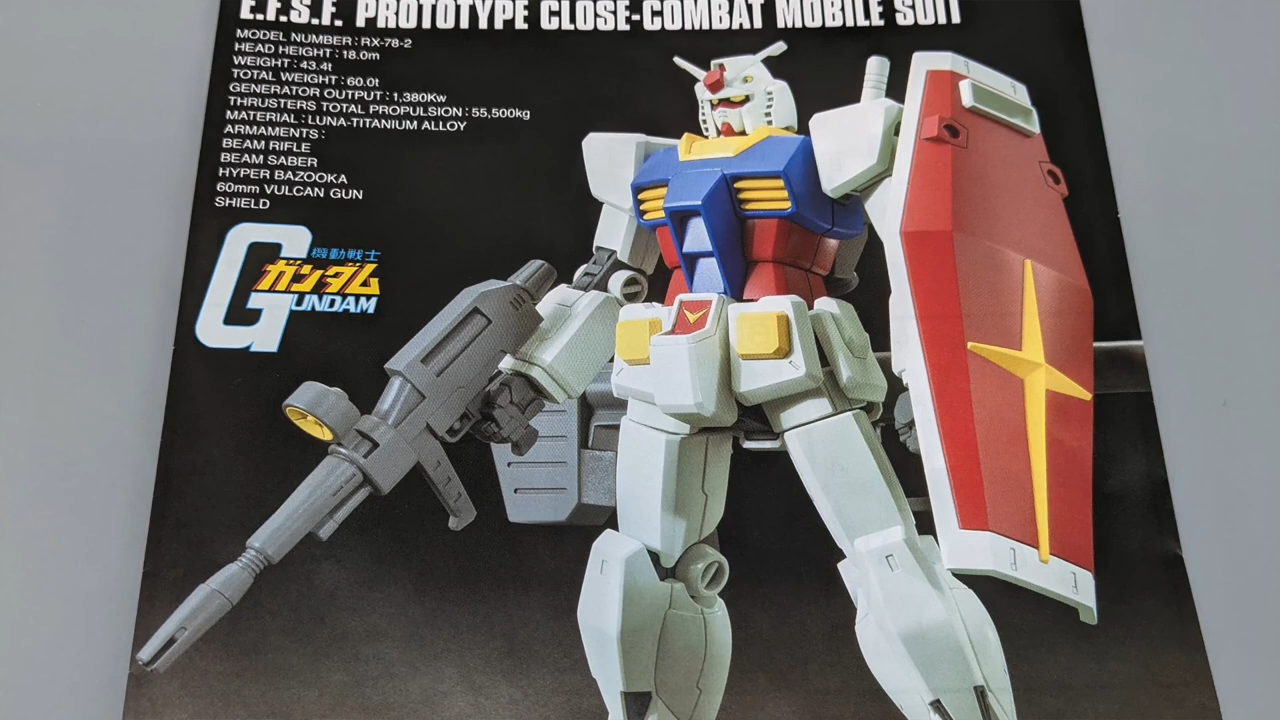 E.F.S.F. PROTOTYPE CLOSE-COMBAT MOBILE SUIT
MODEL NUMBER : RX-78-2
HEAD HEIGHT : 18.0m
WEIGHT : 43.4t
TOTAL WEIGHT : 60.0t
GENERATOR OUTPUT : 1,380Kw
THRUSTERS TOTAL PROPULSION : 55,500kg
MATERIAL : LUNA-TITANIUM ALLOY
ARMAMENTS :
BEAM RIFLE
BEAM SABER
HYPER BAZOOKA
60mm VULCAN GUN
SHIELD
機動戦士
ガンダム
GUNDAM